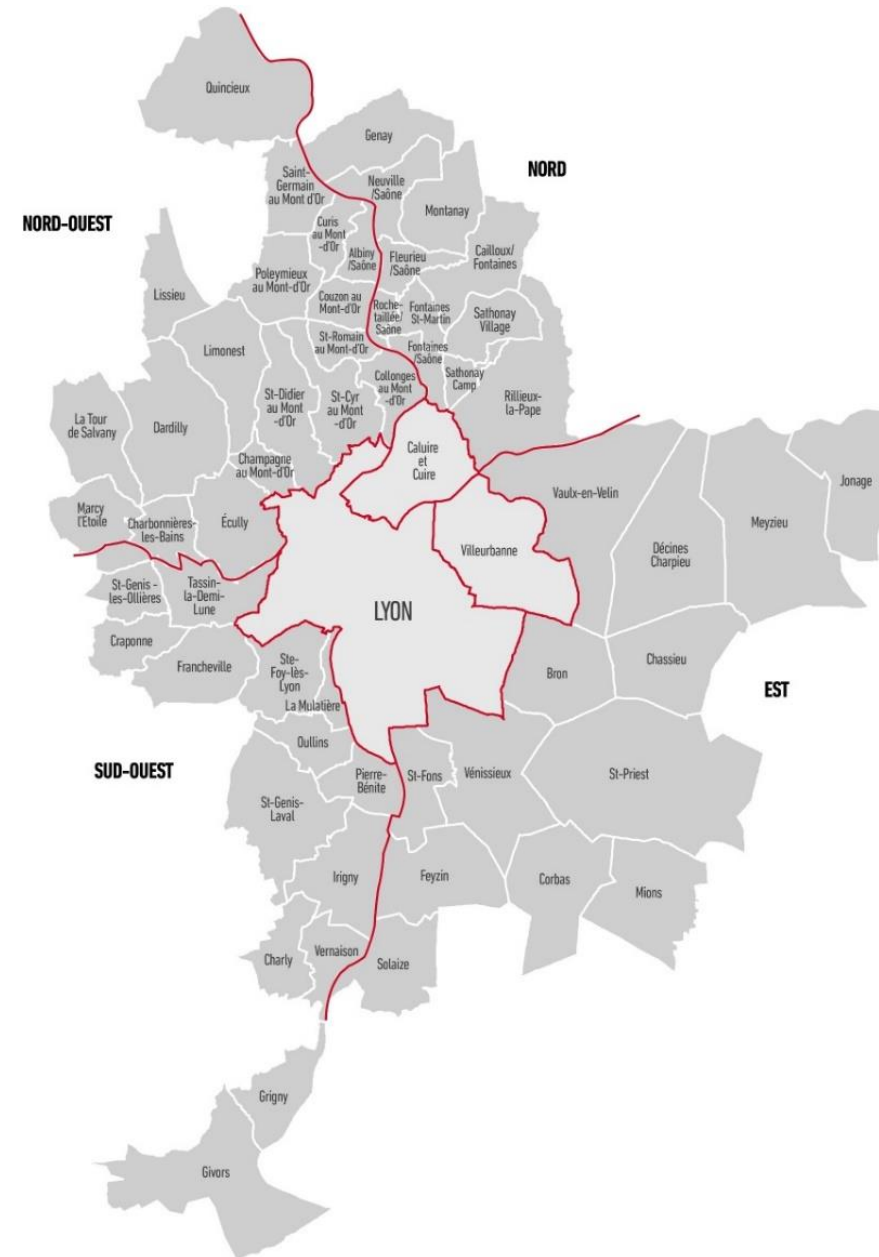 Quincieux
Genay
NORD
Saint-
Germain
au Mont d'Or
Neuville
/Saône
Montanay
NORD-OUEST
Curis
au Mont
-d'Or
Albiny
/Saône
Fleurieu
/Saône
Cailloux/
Fontaines
Poleymieux
au Mont-d'Or
Lissieu
Couzon au
Mont-d'Or
Roche-
taillée/
Saône
Fontaines
St-Martin
Sathonay
Village
Limonest
St-Romain
au Mont-d'Or
Fontaines
/Saône
Sathonay
Camp
Collonges
au Mont
-d'Or
St-Didier
au Mont
-d'Or
St-Cyr
au Mont
-d'Or
Rillieux-
la-Pape
La Tour
de Salvany
Dardilly
Champagne
au Mont-d'Or
Caluire
et
Cuire
Vaulx-en-Velin
Jonage
Meyzieu
Marcy
l'Etoile
Charbonnières-
les-Bains
Écully
Villeurbanne
Décines
Charpieu
St-Genis -
les-Ollières
Tassin-
la-Demi-
Lune
LYON
Craponne
Francheville
Ste-
Foy-lès-
Lyon
Bron
Chassieu
EST
La Mulatière
Oullins
SUD-OUEST
Pierre-
Bénite
St-Fons
Vénissieux
St-Priest
St-Genis-
Laval
Irigny
Feyzin
Corbas
Mions
Charly
Vernaison
Solaize
Grigny
Givors